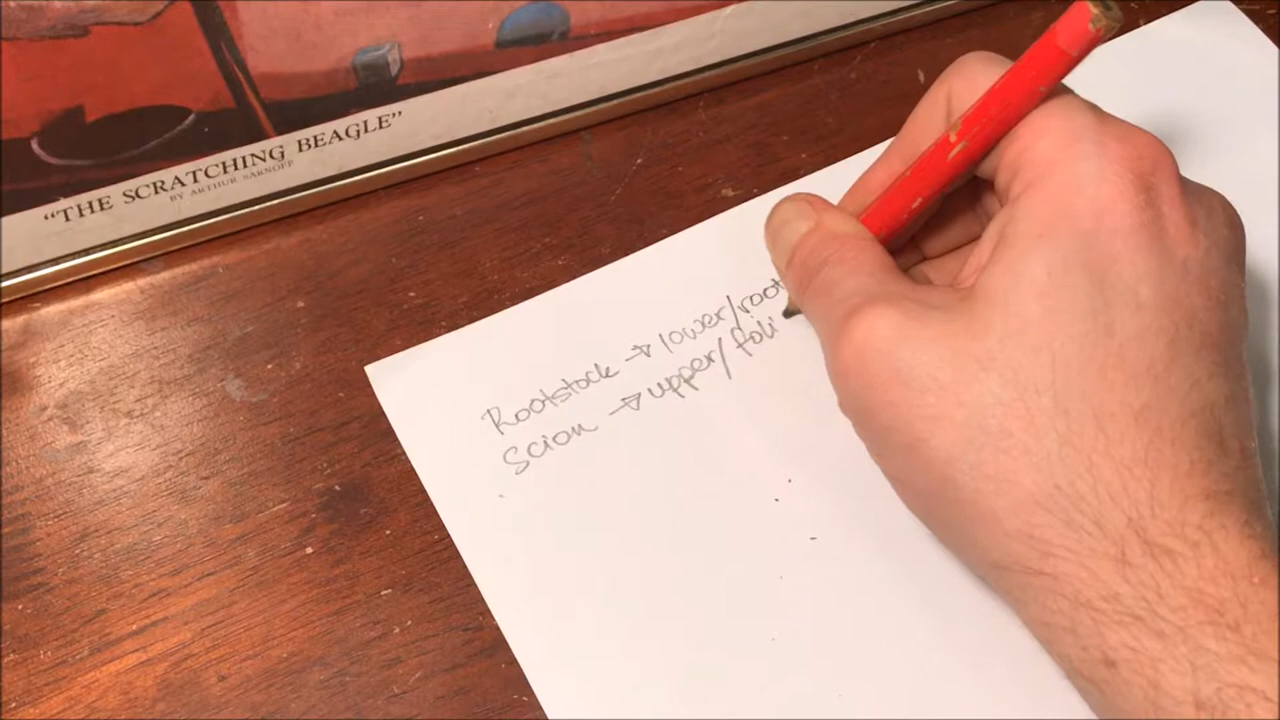 "THE SCRATCHING BEAGLE"
BY ARTHUR SARNOFF
Rootstock → lower/root
Scion → upper/foli